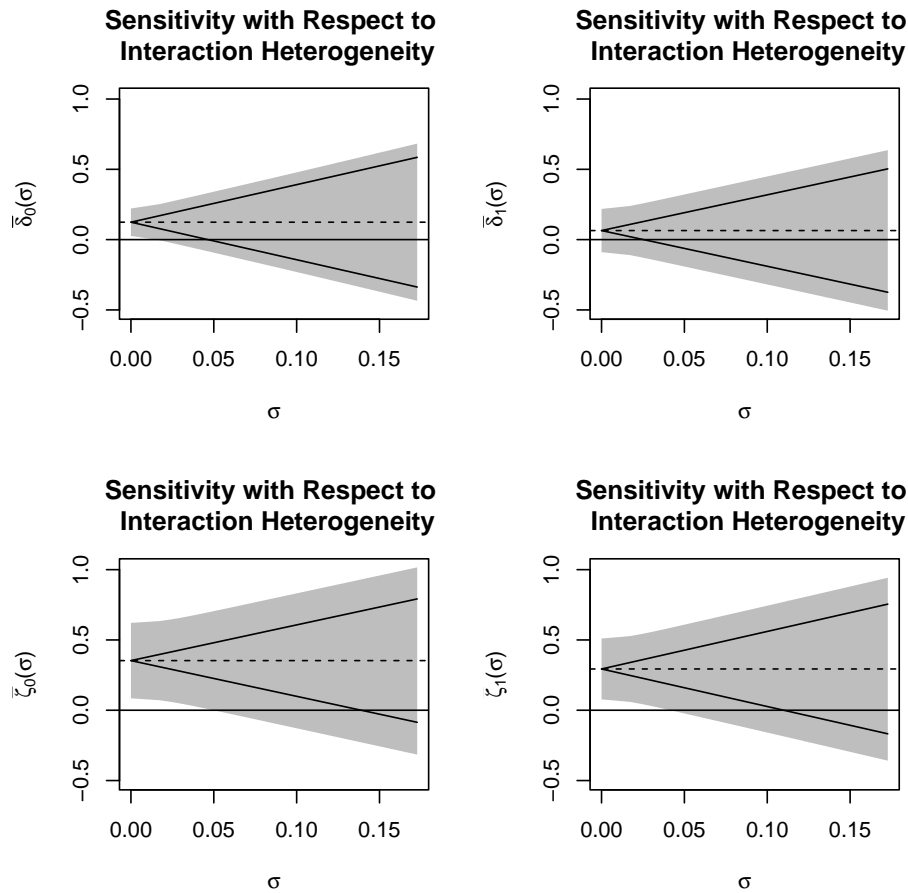 Sensitivity with Respect to
Interaction Heterogeneity
1.0
0.5
0.0
−0.5
δ̅₀(σ)
0.00 0.05 0.10 0.15
σ
Sensitivity with Respect to
Interaction Heterogeneity
1.0
0.5
0.0
−0.5
δ̅₁(σ)
0.00 0.05 0.10 0.15
σ
Sensitivity with Respect to
Interaction Heterogeneity
1.0
0.5
0.0
−0.5
ζ̅₀(σ)
0.00 0.05 0.10 0.15
σ
Sensitivity with Respect to
Interaction Heterogeneity
1.0
0.5
0.0
−0.5
ζ₁(σ)
0.00 0.05 0.10 0.15
σ